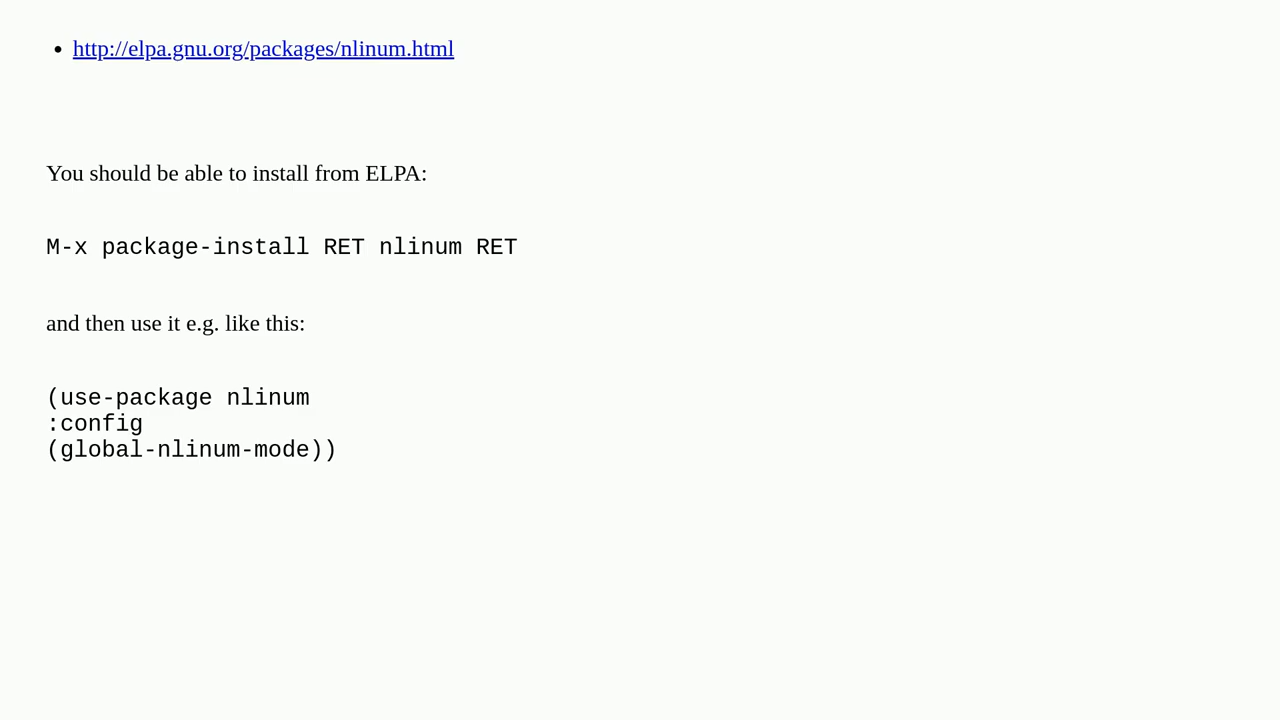 http://elpa.gnu.org/packages/nlinum.html
You should be able to install from ELPA:
M-x package-install RET nlinum RET
and then use it e.g. like this:
(use-package nlinum
:config
(global-nlinum-mode))